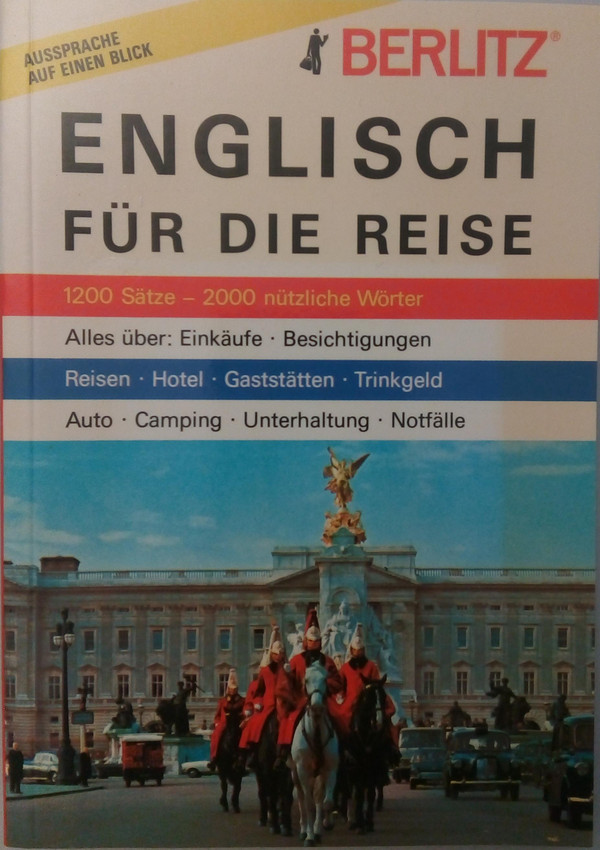 AUSSPRACHE
AUF EINEN BLICK
BERLITZ®
ENGLISCH
FÜR DIE REISE
1200 Sätze – 2000 nützliche Wörter
Alles über: Einkäufe · Besichtigungen
Reisen · Hotel · Gaststätten · Trinkgeld
Auto · Camping · Unterhaltung · Notfälle